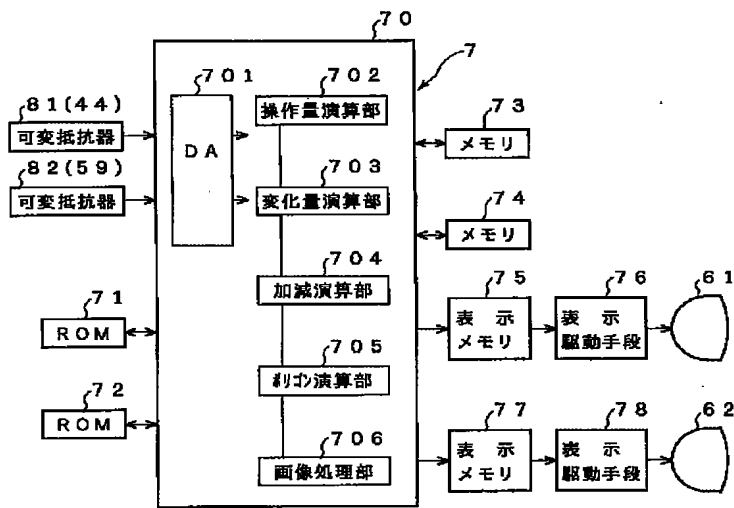 70
7
701
702
操作量演算部
81(44)
可変抵抗器
DA
73
メモリ
82(59)
可変抵抗器
703
変化量演算部
74
メモリ
704
加減演算部
71
ROM
75
表示
メモリ
76
表示
駆動手段
61
705
ポリゴン演算部
72
ROM
706
画像処理部
77
表示
メモリ
78
表示
駆動手段
62